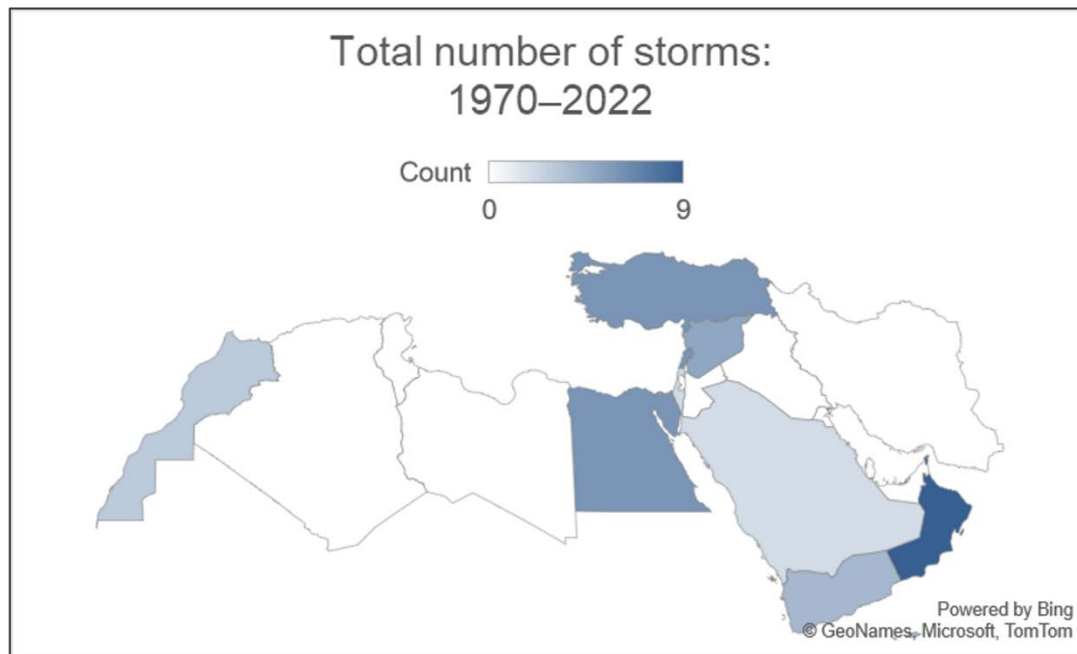 Total number of storms:
1970–2022
Count
0 9
Powered by Bing
© GeoNames, Microsoft, TomTom